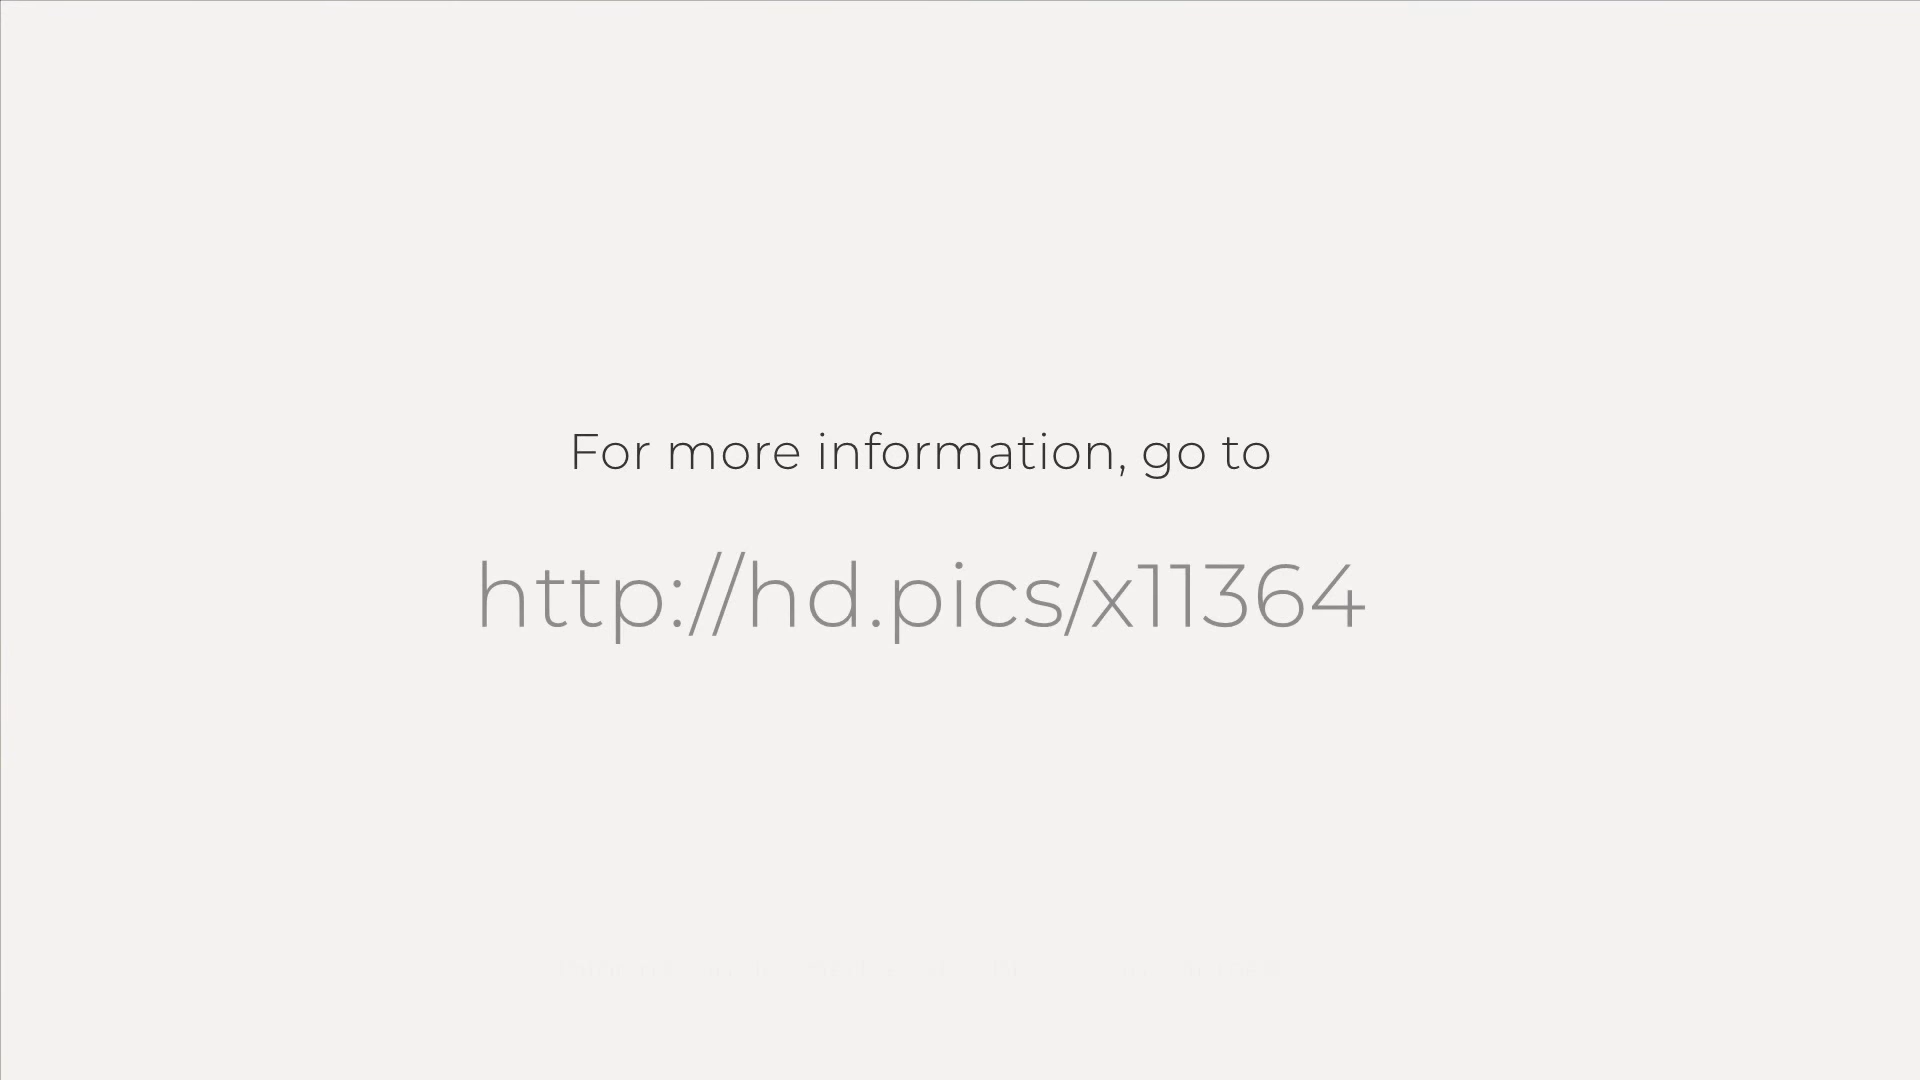 For more information, go to
http://hd.pics/x11364